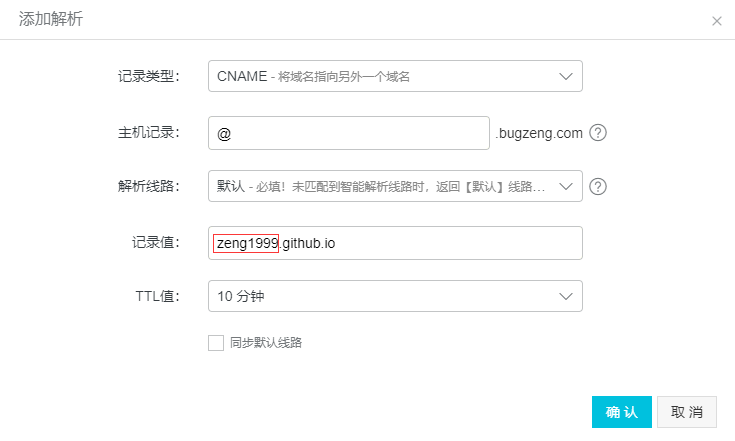 添加解析
记录类型： CNAME - 将域名指向另外一个域名
主机记录： @ .bugzeng.com ?
解析线路： 默认 - 必填！未匹配到智能解析线路时，返回【默认】线路... ?
记录值： zeng1999.github.io
TTL值： 10 分钟
同步默认线路
确 认 取 消